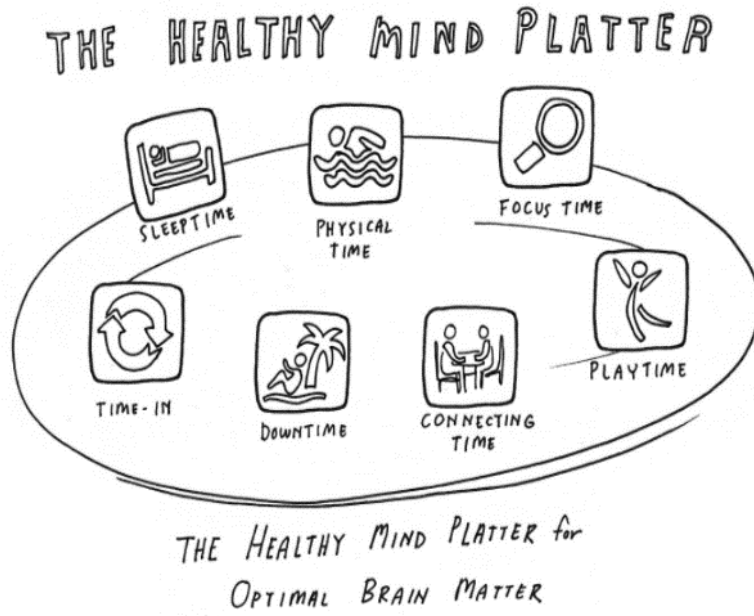 THE HEALTHY MIND PLATTER
SLEEPTIME
PHYSICAL
TIME
FOCUS TIME
TIME-IN
DOWNTIME
CONNECTING
TIME
PLAYTIME
THE HEALTHY MIND PLATTER for
OPTIMAL BRAIN MATTER